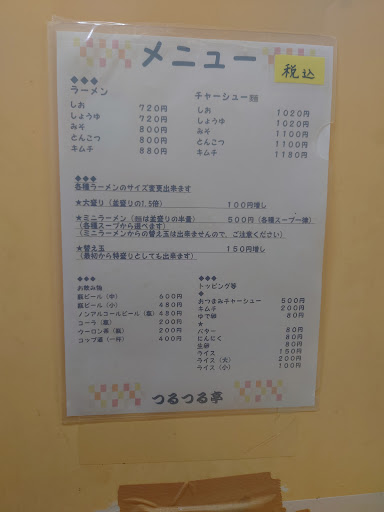 メニュー
税込
◆◆◆
ラーメン
しお 720円
しょうゆ 720円
みそ 800円
とんこつ 800円
キムチ 880円
チャーシュー麺
しお 1020円
しょうゆ 1020円
みそ 1100円
とんこつ 1100円
キムチ 1180円
◆◆◆
各種ラーメンのサイズ変更出来ます
★大盛り（並盛りの1.5倍） 100円増し
★ミニラーメン（麺は並盛りの半量） 500円（各種スープ一律）
（各種スープから選べます）
（ミニラーメンからの替え玉は出来ませんので、ご注意ください）
★替え玉 150円増し
（最初から特盛りとしても出来ます）
◆◆◆
お飲み物
瓶ビール（中） 600円
瓶ビール（小） 480円
ノンアルコールビール（瓶） 480円
コーラ（瓶） 200円
ウーロン茶（瓶） 200円
コップ酒（一杯） 400円
◆◆◆
トッピング等
★
おつまみチャーシュー 500円
キムチ 200円
ゆで卵 80円
★
バター 80円
にんにく 80円
生卵 80円
ライス 150円
ライス（大） 200円
ライス（小） 100円
つるつる亭